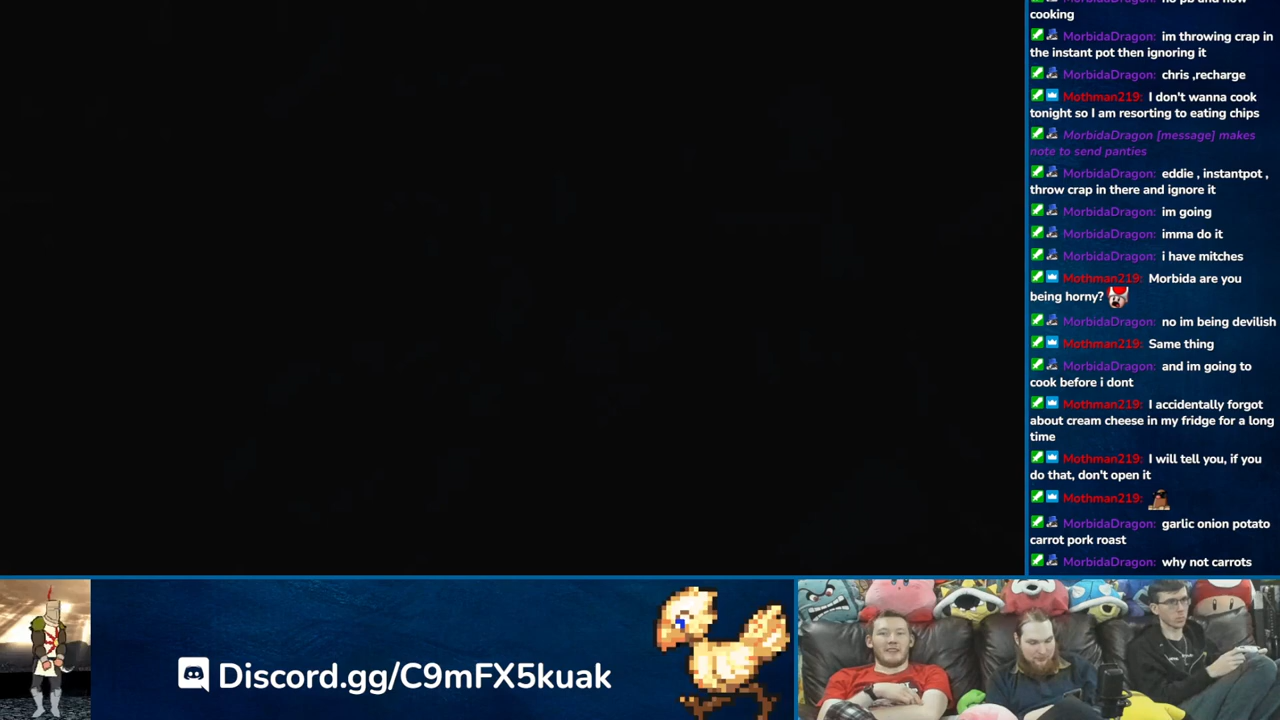 cooking
MorbidaDragon: im throwing crap in
the instant pot then ignoring it
MorbidaDragon: chris ,recharge
Mothman219: I don't wanna cook
tonight so I am resorting to eating chips
MorbidaDragon [message] makes
note to send panties
MorbidaDragon: eddie , instantpot ,
throw crap in there and ignore it
MorbidaDragon: im going
MorbidaDragon: imma do it
MorbidaDragon: i have mitches
Mothman219: Morbida are you
being horny?
MorbidaDragon: no im being devilish
Mothman219: Same thing
MorbidaDragon: and im going to
cook before i dont
Mothman219: I accidentally forgot
about cream cheese in my fridge for a long
time
Mothman219: I will tell you, if you
do that, don't open it
Mothman219:
MorbidaDragon: garlic onion potato
carrot pork roast
MorbidaDragon: why not carrots
Discord.gg/C9mFX5kuak